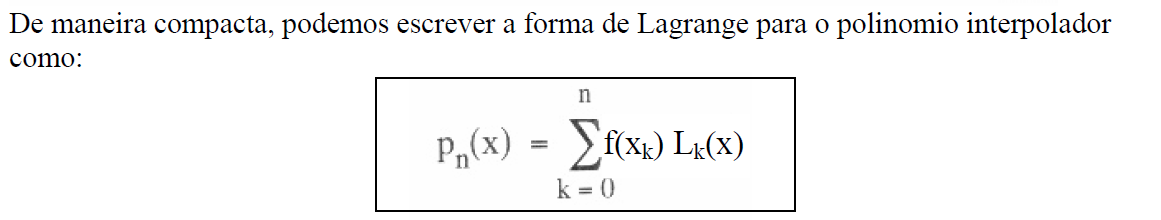 De maneira compacta, podemos escrever a forma de Lagrange para o polinomio interpolador
como:
n
pₙ(x) = ∑ f(xₖ) Lₖ(x)
k = 0